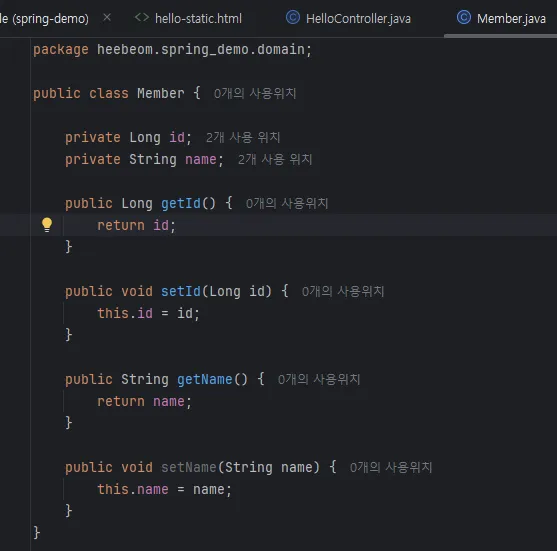 le (spring-demo) × <> hello-static.html © HelloController.java © Member.java
package heebeom.spring_demo.domain;
public class Member { 0개의 사용위치
private Long id; 2개 사용 위치
private String name; 2개 사용 위치
public Long getId() { 0개의 사용위치
return id;
}
public void setId(Long id) { 0개의 사용위치
this.id = id;
}
public String getName() { 0개의 사용위치
return name;
}
public void setName(String name) { 0개의 사용위치
this.name = name;
}
}